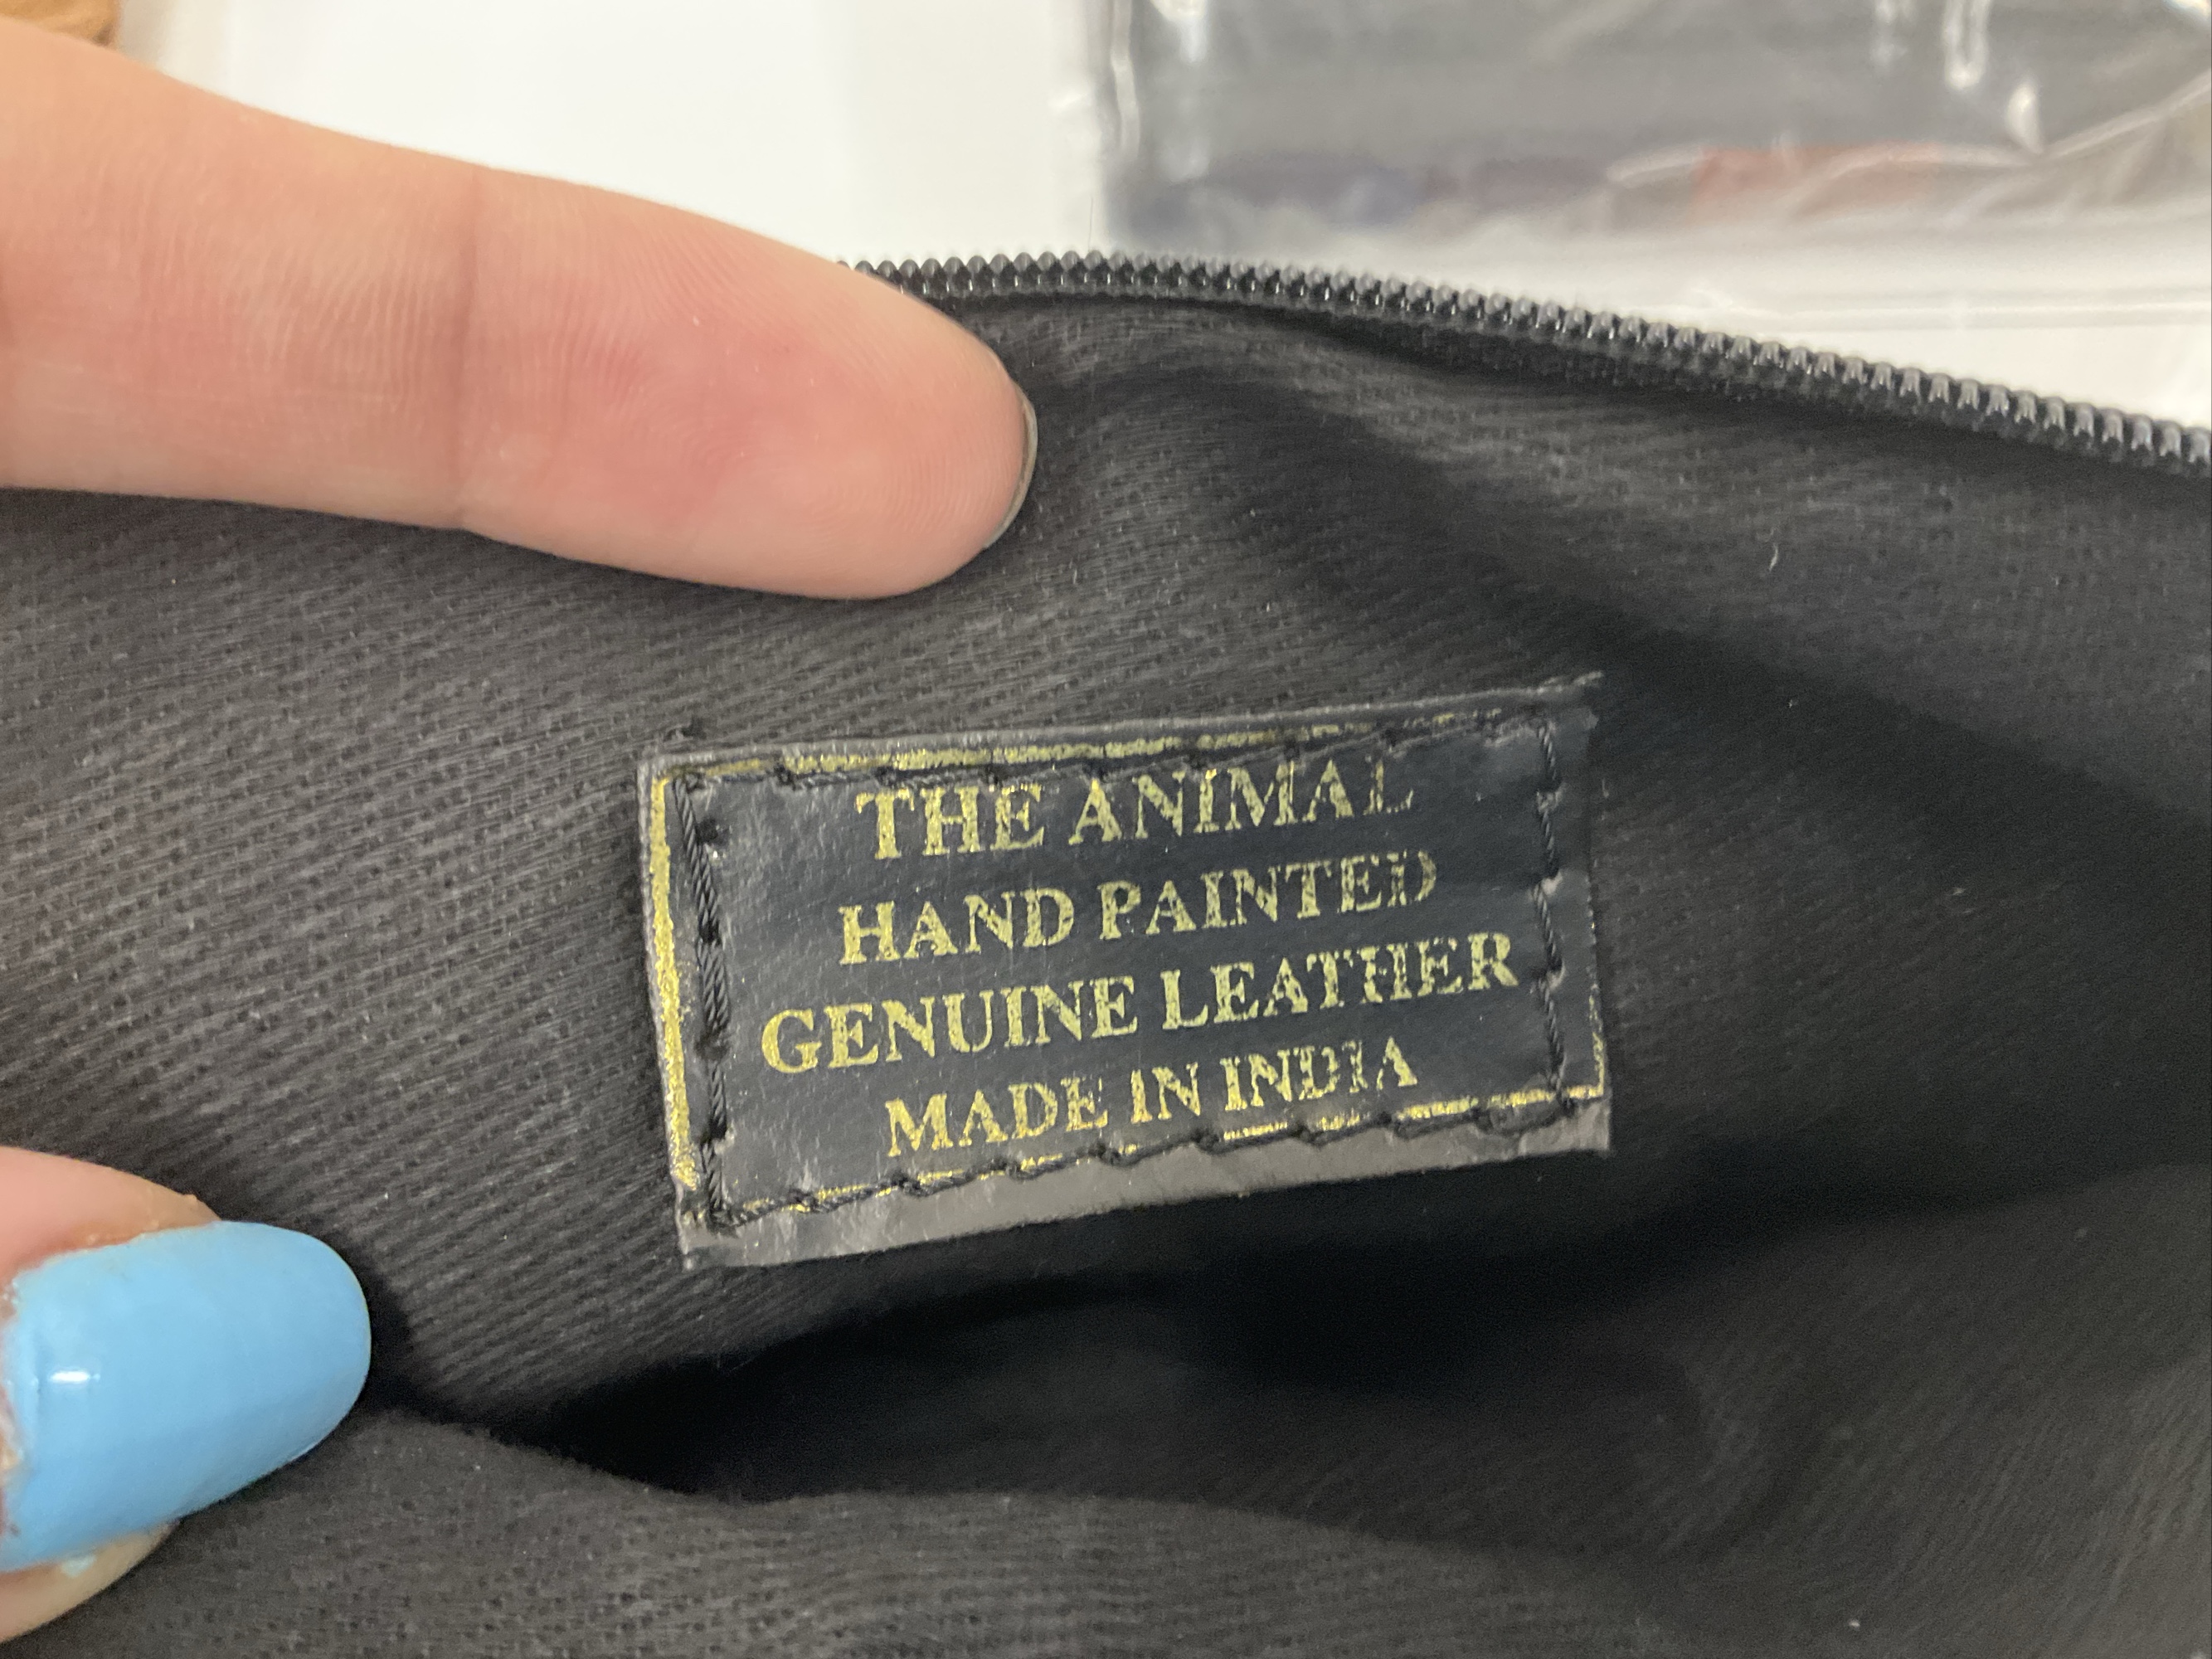 THE ANIMAL
HAND PAINTED
GENUINE LEATHER
MADE IN INDIA